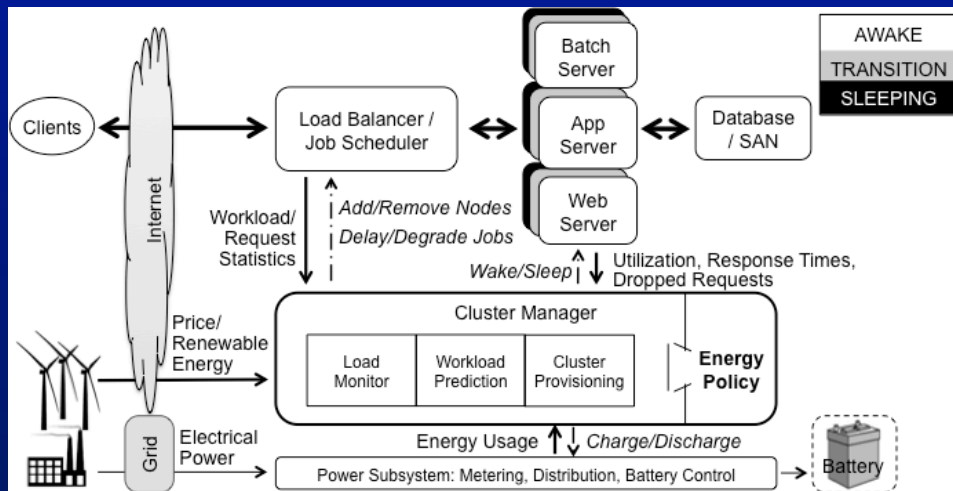 AWAKE
TRANSITION
SLEEPING
Clients
Internet
Load Balancer /
Job Scheduler
Batch
Server
App
Server
Web
Server
Database
/ SAN
Workload/
Request
Statistics
Add/Remove Nodes
Delay/Degrade Jobs
Wake/Sleep
Utilization, Response Times,
Dropped Requests
Price/
Renewable
Energy
Cluster Manager
Load
Monitor
Workload
Prediction
Cluster
Provisioning
Energy
Policy
Grid
Electrical
Power
Energy Usage
Charge/Discharge
Power Subsystem: Metering, Distribution, Battery Control
Battery